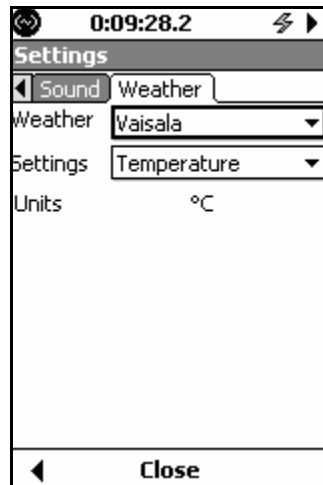 0:09:28.2
Settings
Sound Weather
Weather Vaisala
Settings Temperature
Units °C
Close